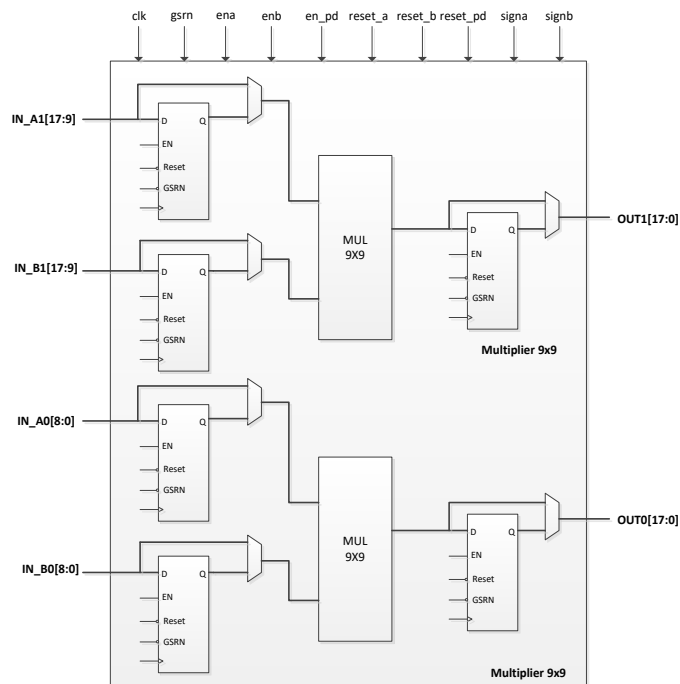 clk gsrn ena enb en_pd reset_a reset_b reset_pd signa signb
IN_A1[17:9]
D Q
EN
Reset
GSRN
IN_B1[17:9]
D Q
EN
Reset
GSRN
MUL
9X9
D Q
EN
Reset
GSRN
OUT1[17:0]
Multiplier 9x9
IN_A0[8:0]
D Q
EN
Reset
GSRN
IN_B0[8:0]
D Q
EN
Reset
GSRN
MUL
9X9
D Q
EN
Reset
GSRN
OUT0[17:0]
Multiplier 9x9